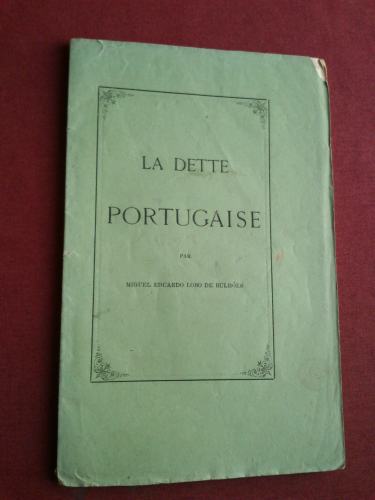 LA DETTE
PORTUGAISE
PAR
MIGUEL EDUARDO LOBO DE BULHÕES